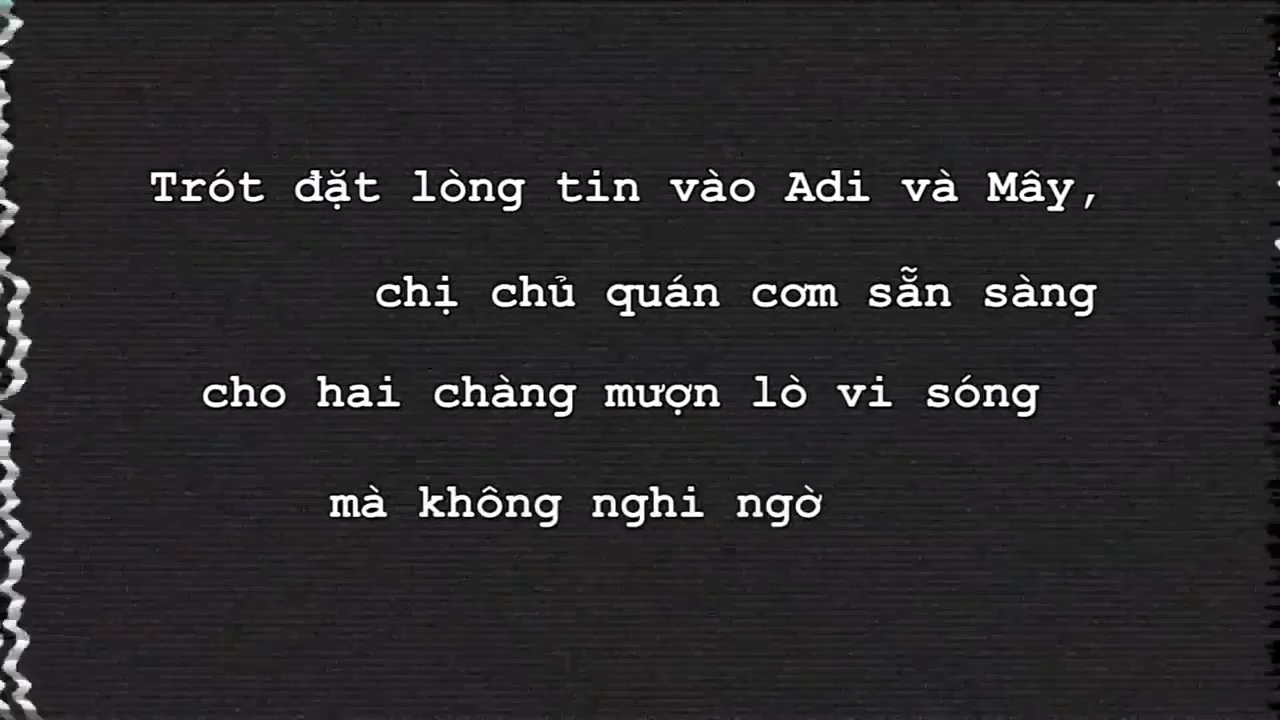 Trót đặt lòng tin vào Adi và Mây,
chị chủ quán cơm sẵn sàng
cho hai chàng mượn lò vi sóng
mà không nghi ngờ